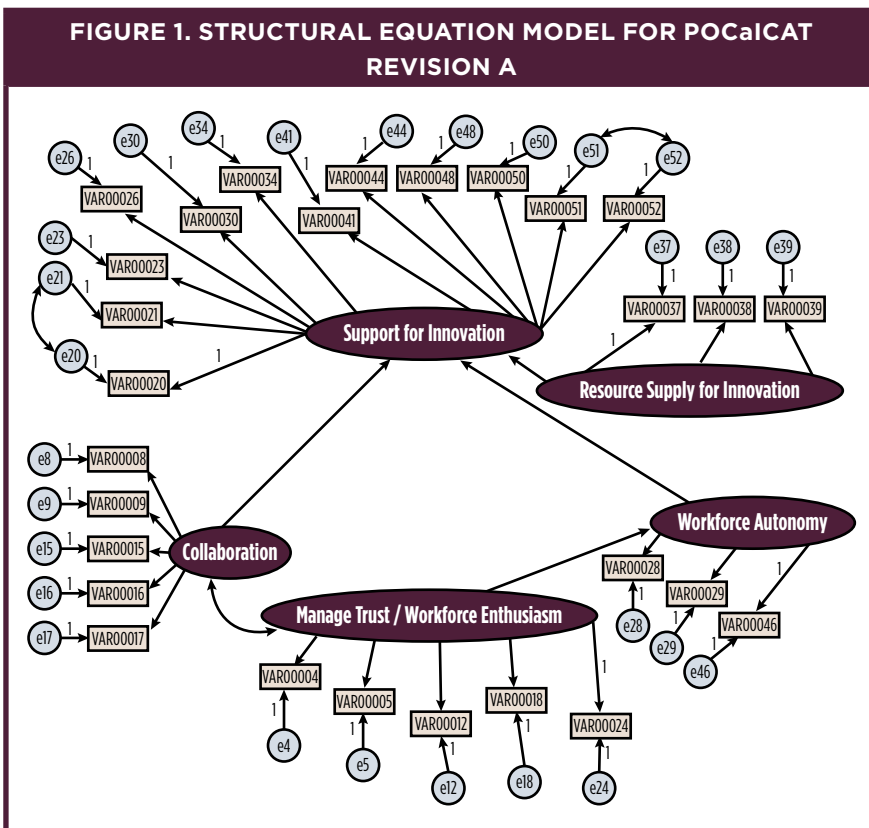 FIGURE 1. STRUCTURAL EQUATION MODEL FOR POCaICAT
REVISION A
e26
1
VAR00026
e30
1
VAR00030
e34
1
VAR00034
e41
1
VAR00041
e44
1
VAR00044
e48
1
VAR00048
e50
1
VAR00050
e51
1
VAR00051
e52
1
VAR00052
e23
1
VAR00023
e21
1
VAR00021
e20
1
VAR00020
1
Support for Innovation
e37
1
VAR00037
e38
1
VAR00038
e39
1
VAR00039
1
Resource Supply for Innovation
e8
1
VAR00008
e9
1
VAR00009
e15
1
VAR00015
e16
1
VAR00016
e17
1
VAR00017
Collaboration
Workforce Autonomy
VAR00028
1
e28
VAR00029
1
e29
1
VAR00046
1
e46
Manage Trust / Workforce Enthusiasm
VAR00004
1
e4
VAR00005
1
e5
VAR00012
1
e12
VAR00018
1
e18
1
VAR00024
1
e24